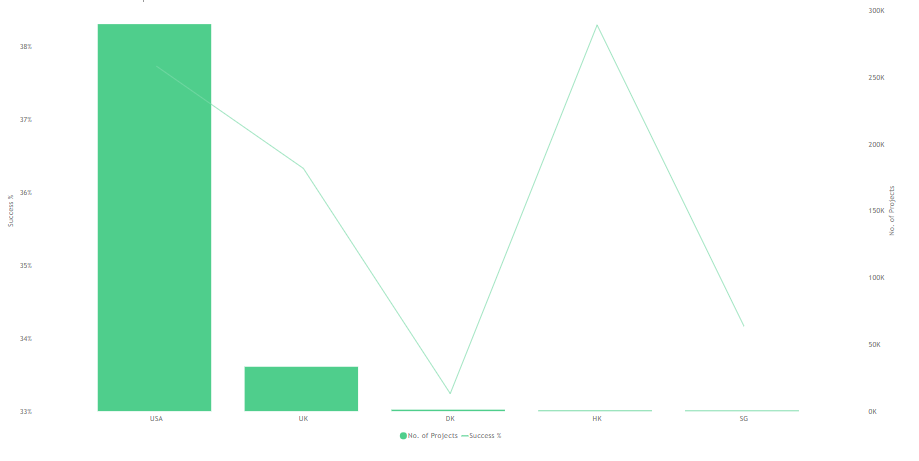 38%
37%
36%
35%
34%
33%
Success %
300K
250K
200K
150K
100K
50K
0K
No. of Projects
USA UK DK HK SG
No. of Projects Success %